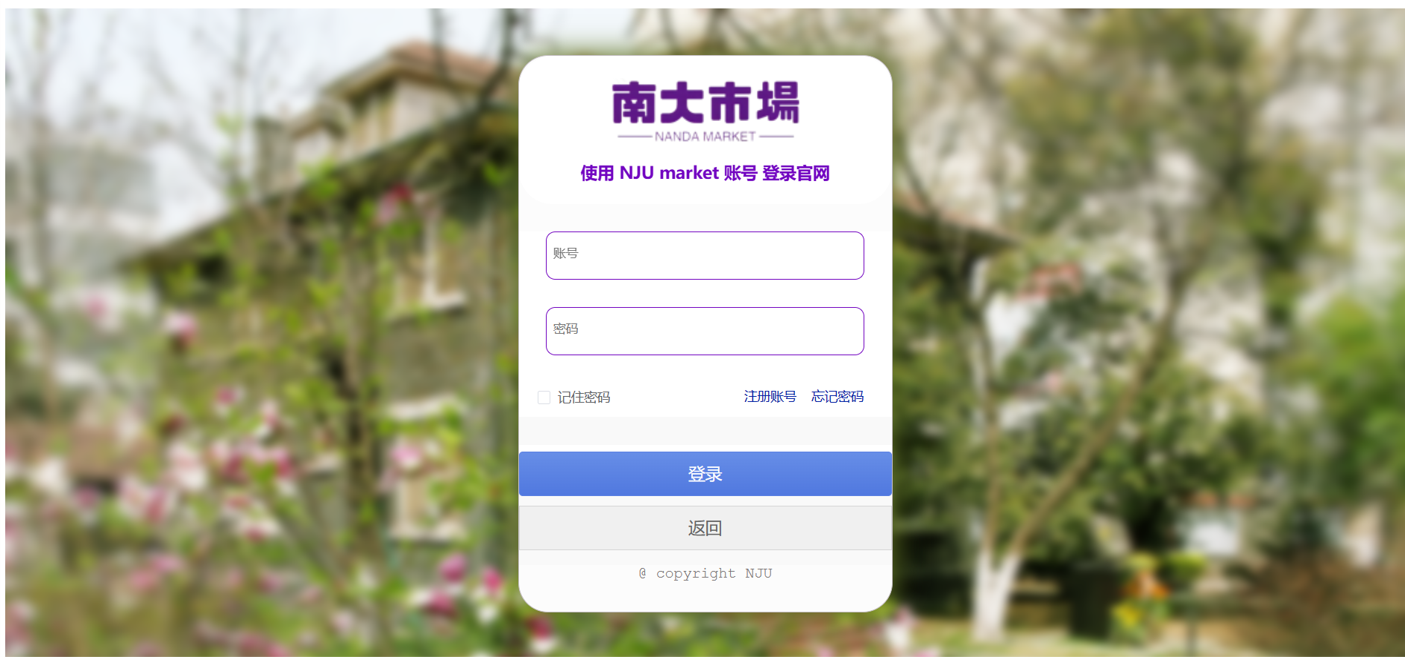 南大市場
NANDA MARKET
使用 NJU market 账号 登录官网
账号
密码
记住密码 注册账号 忘记密码
登录
返回
@ copyright NJU